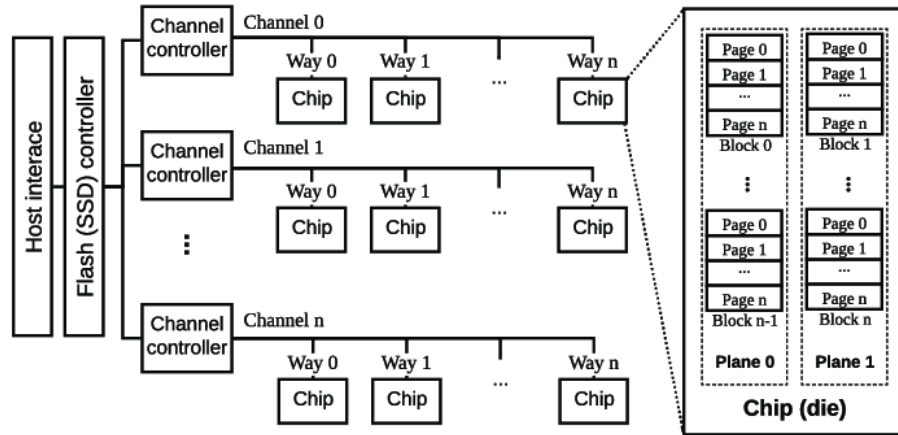 Host interace
Flash (SSD) controller
Channel
controller
Channel 0
Way 0
Way 1
...
Way n
Chip
Chip
Chip
Channel
controller
Channel 1
Way 0
Way 1
...
Way n
Chip
Chip
Chip
...
Channel
controller
Channel n
Way 0
Way 1
...
Way n
Chip
Chip
Chip
Page 0
Page 1
...
Page n
Block 0
...
Page 0
Page 1
...
Page n
Block n-1
Plane 0
Page 0
Page 1
...
Page n
Block 1
...
Page 0
Page 1
...
Page n
Block n
Plane 1
Chip (die)